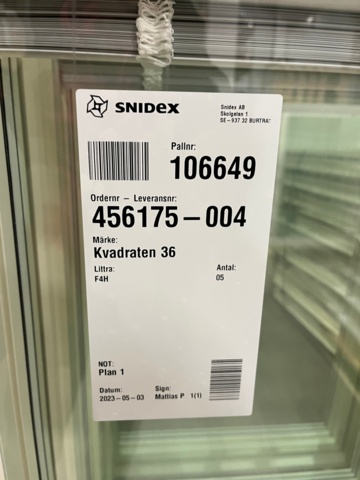 SNIDEX
Snidex AB
Skolgatan 1
SE-937 32 BURTRÄ
Pallnr:
106649
Ordernr - Leveransnr:
456175-004
Märke:
Kvadraten 36
Littra:
F4H
Antal:
05
NOT:
Plan 1
Datum:
2023-05-03
Sign:
Mattias P 1(1)